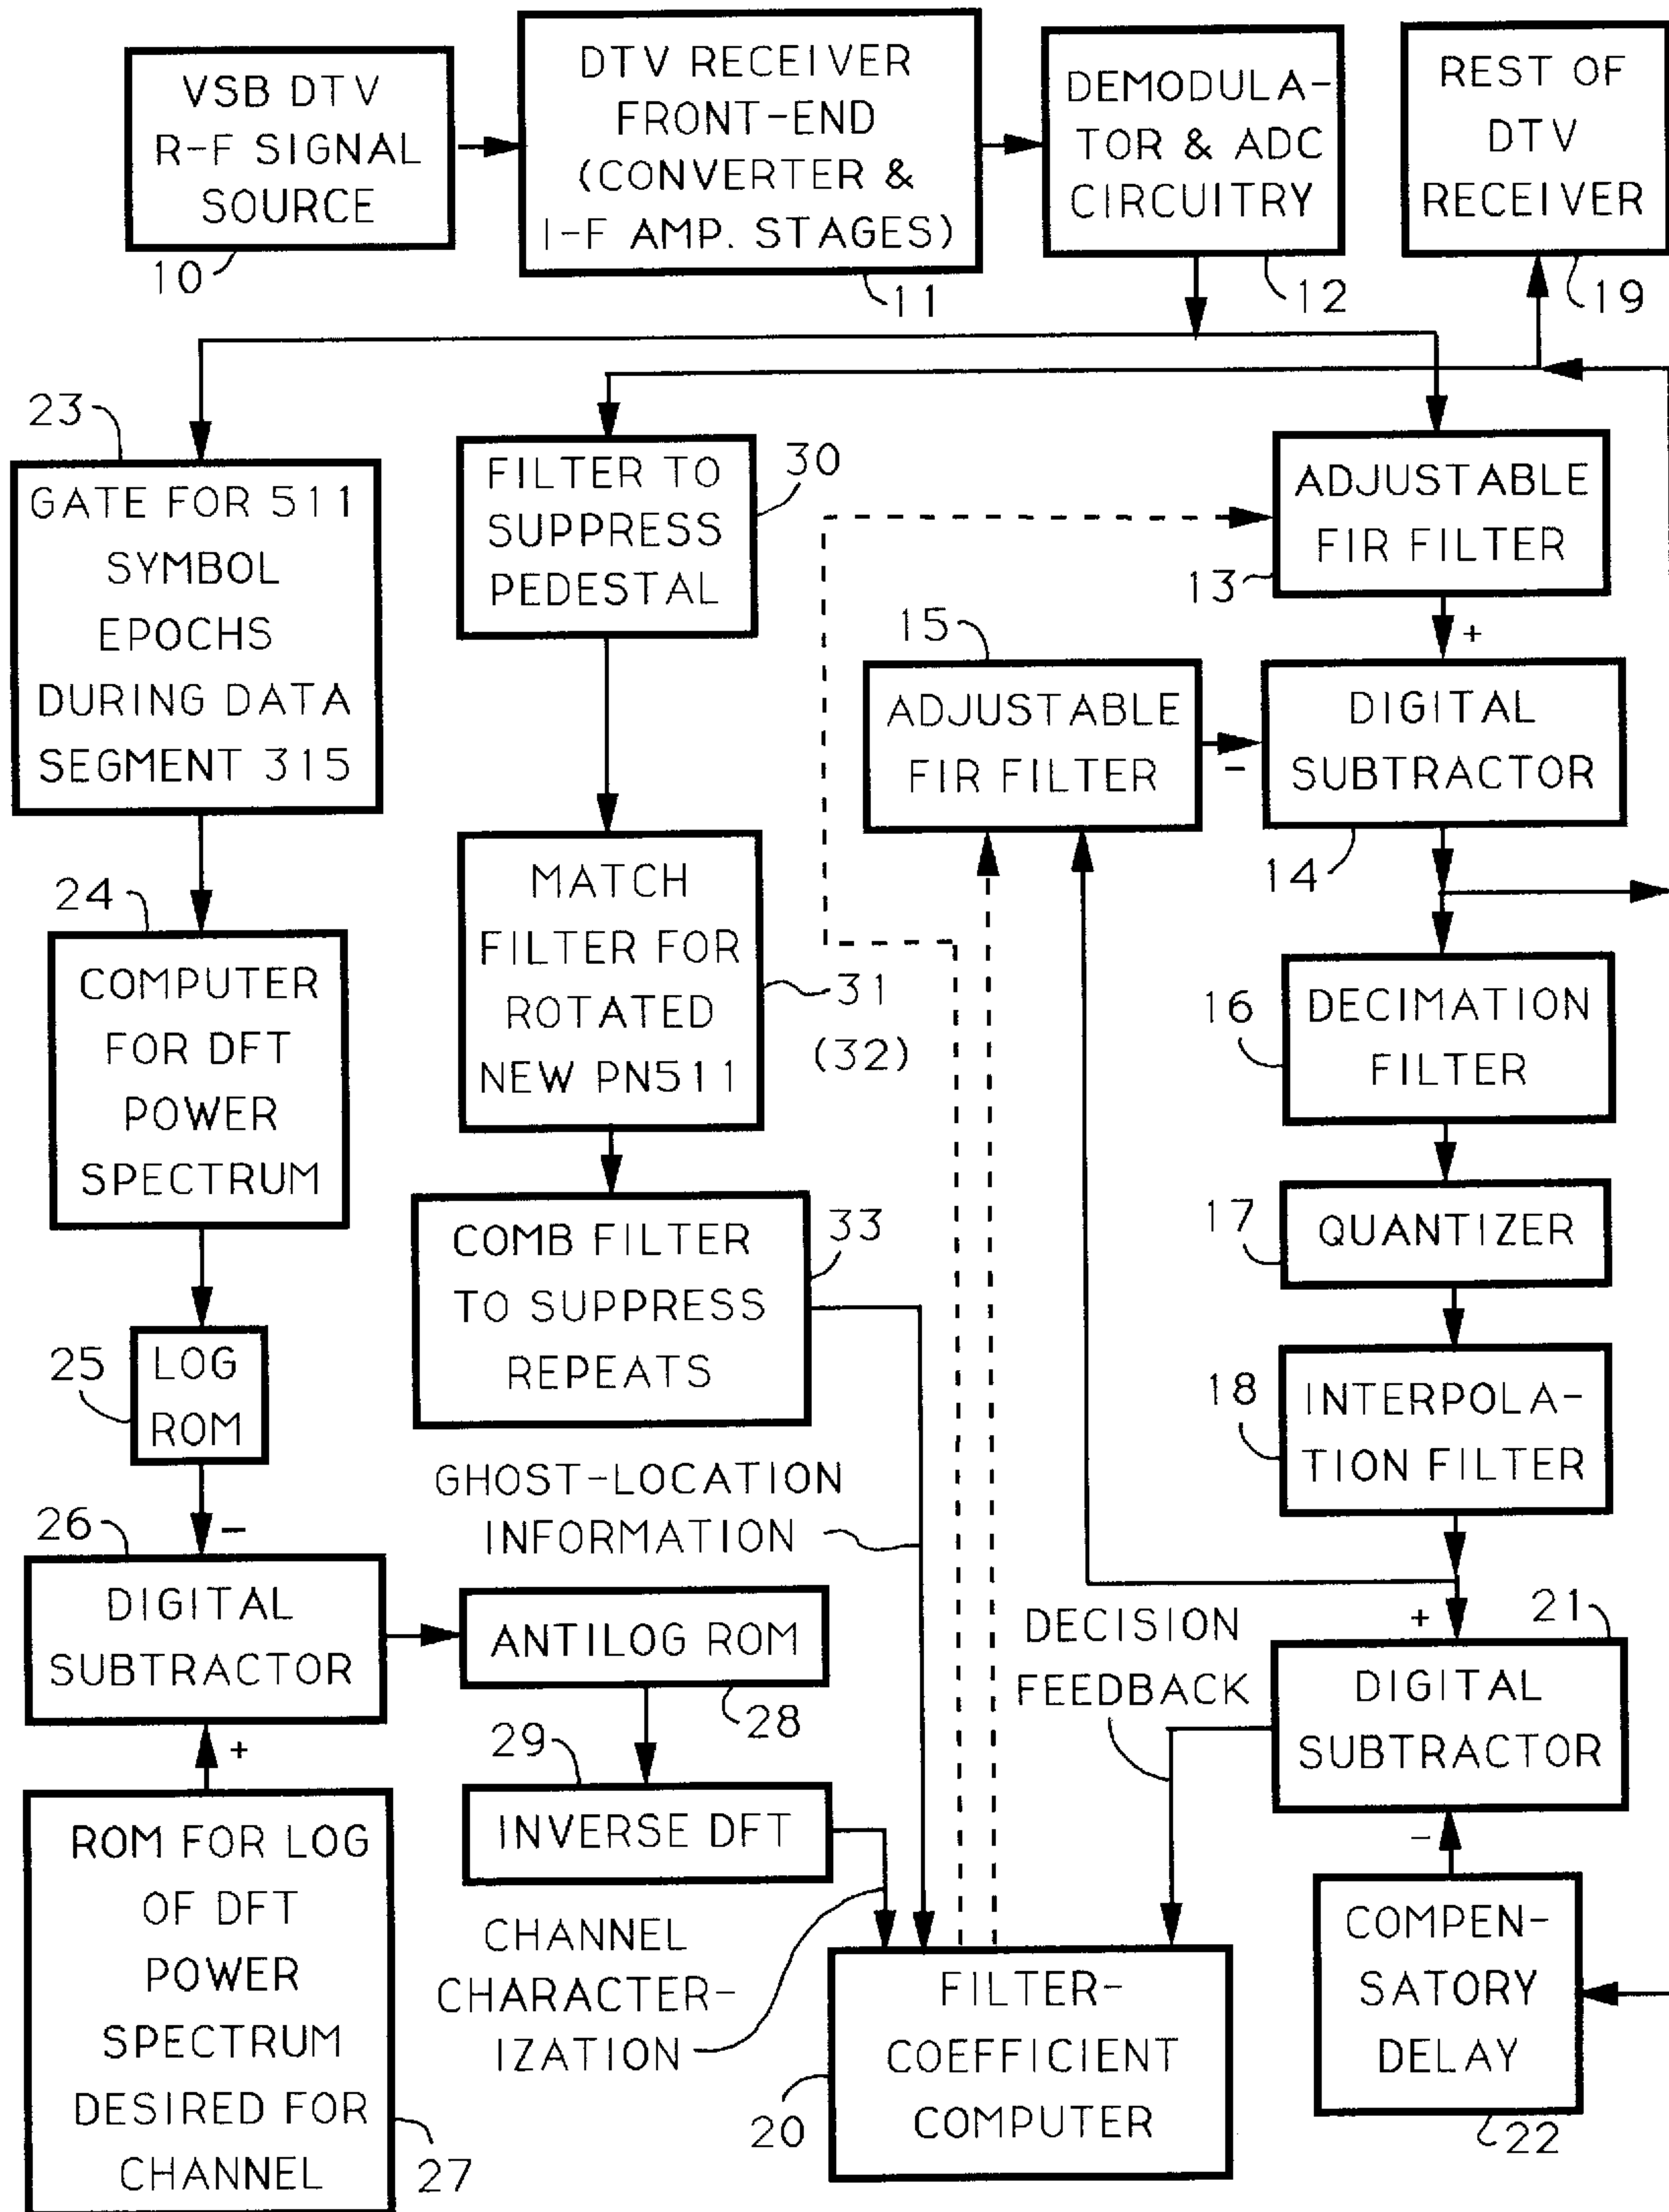 VSB DTV
R-F SIGNAL
SOURCE
10
DTV RECEIVER
FRONT-END
(CONVERTER &
I-F AMP. STAGES)
11
DEMODULA-
TOR & ADC
CIRCUITRY
12
REST OF
DTV
RECEIVER
19
23
GATE FOR 511
SYMBOL
EPOCHS
DURING DATA
SEGMENT 315
FILTER TO
SUPPRESS
PEDESTAL
30
ADJUSTABLE
FIR FILTER
13
+
15
ADJUSTABLE
FIR FILTER
-
DIGITAL
SUBTRACTOR
14
24
COMPUTER
FOR DFT
POWER
SPECTRUM
MATCH
FILTER FOR
ROTATED
NEW PN511
31
(32)
16
DECIMATION
FILTER
COMB FILTER
TO SUPPRESS
REPEATS
33
17
QUANTIZER
25
LOG
ROM
18
INTERPOLA-
TION FILTER
GHOST-LOCATION
INFORMATION
26
-
DIGITAL
SUBTRACTOR
+
ANTILOG ROM
28
DECISION
FEEDBACK
+
21
DIGITAL
SUBTRACTOR
-
29
INVERSE DFT
ROM FOR LOG
OF DFT
POWER
SPECTRUM
DESIRED FOR
CHANNEL
27
CHANNEL
CHARACTER-
IZATION
FILTER-
COEFFICIENT
COMPUTER
20
COMPEN-
SATORY
DELAY
22